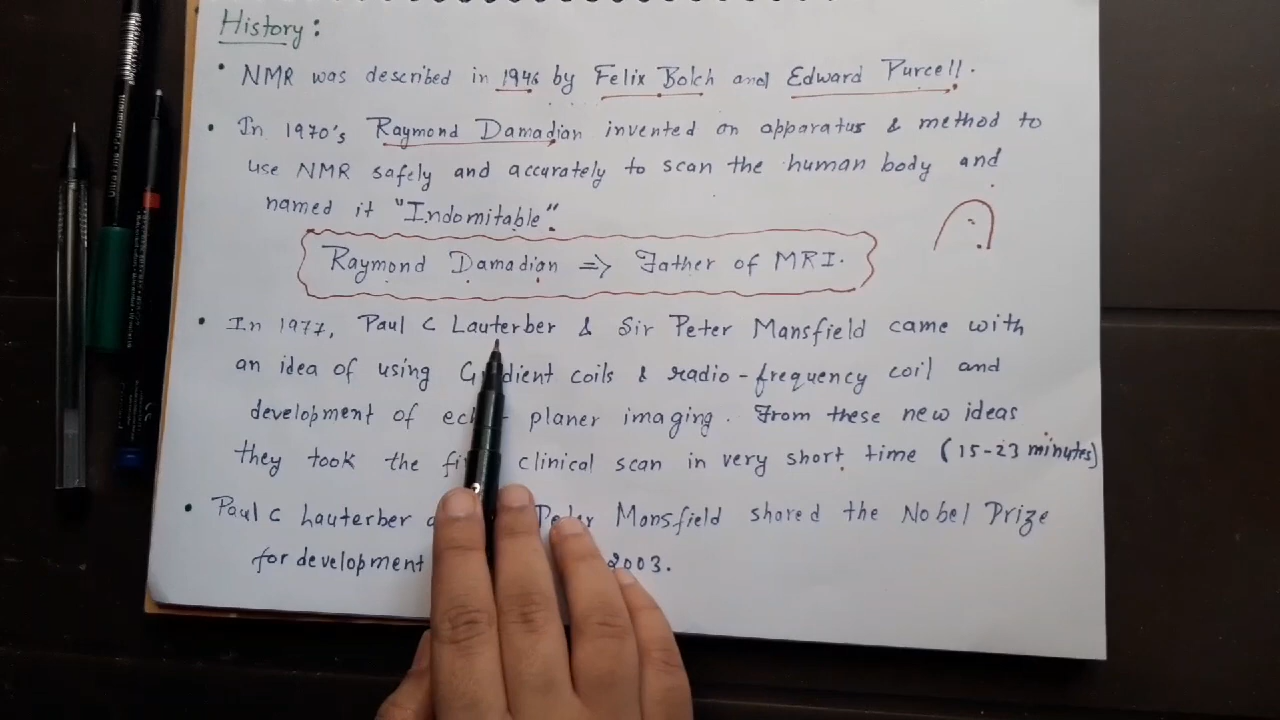 History :
• NMR was described in 1946 by Felix Bolch and Edward Purcell.
• In 1970's Raymond Damadian invented an apparatus & method to
use NMR safely and accurately to scan the human body and
named it "Indomitable".
Raymond Damadian => Father of MRI.
• In 1977, Paul C Lauterber & Sir Peter Mansfield came with
an idea of using Gradient coils & radio-frequency coil and
development of planer imaging. From these new ideas
they took the clinical scan in very short time (15-23 minutes)
• Paul C Lauterber Peter Mansfield shared the Nobel Prize
for development 2003.